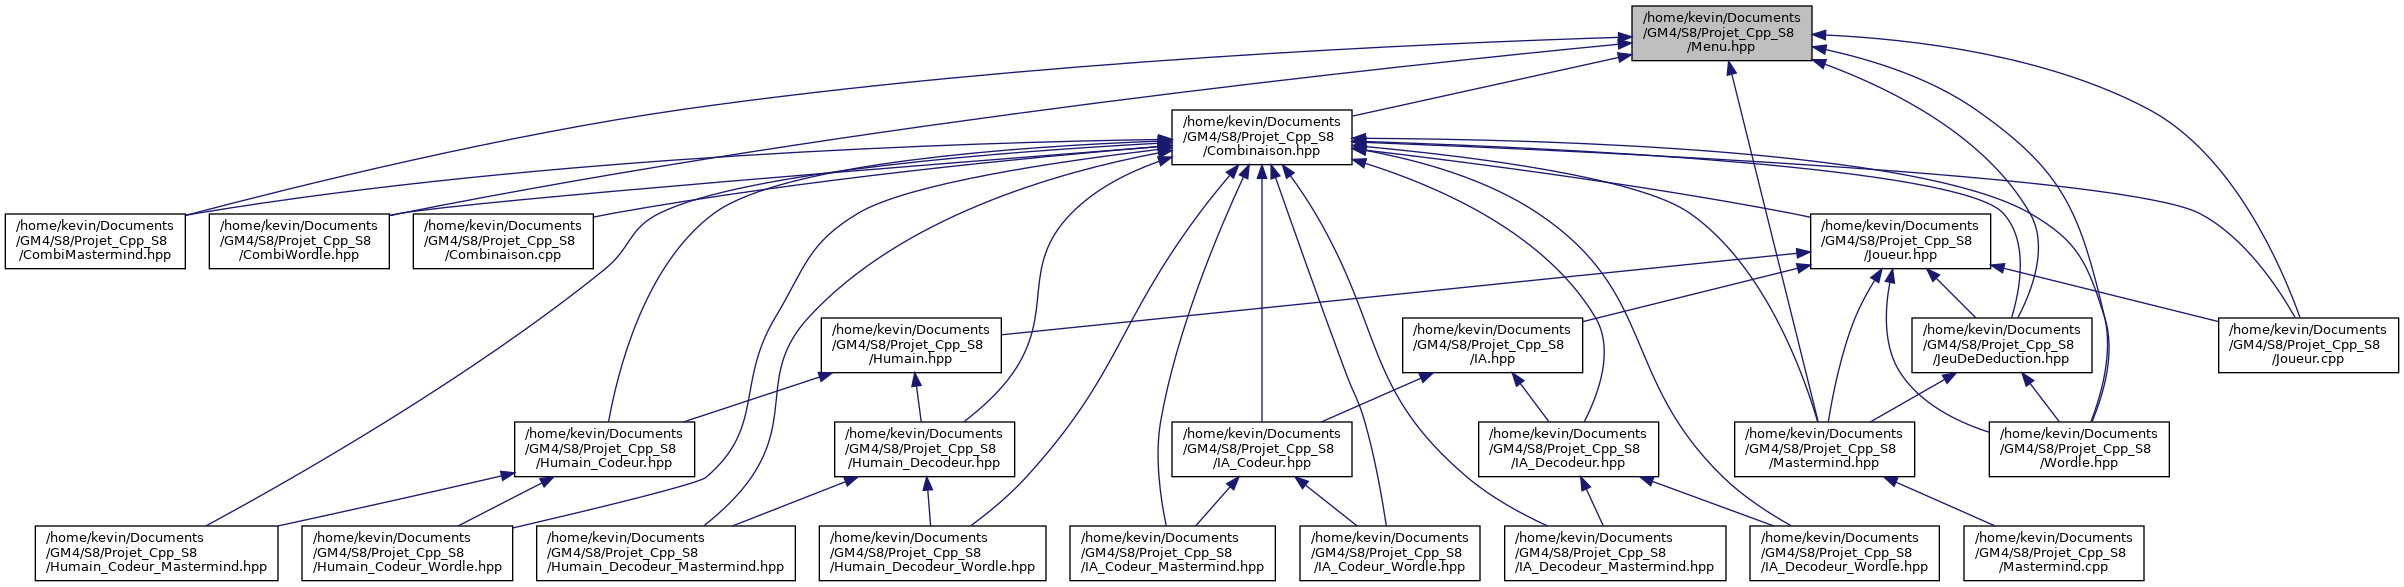 /home/kevin/Documents
/GM4/S8/Projet_Cpp_S8
/Menu.hpp
/home/kevin/Documents
/GM4/S8/Projet_Cpp_S8
/Combinaison.hpp
/home/kevin/Documents
/GM4/S8/Projet_Cpp_S8
/CombiMastermind.hpp
/home/kevin/Documents
/GM4/S8/Projet_Cpp_S8
/CombiWordle.hpp
/home/kevin/Documents
/GM4/S8/Projet_Cpp_S8
/Combinaison.cpp
/home/kevin/Documents
/GM4/S8/Projet_Cpp_S8
/Joueur.hpp
/home/kevin/Documents
/GM4/S8/Projet_Cpp_S8
/Humain.hpp
/home/kevin/Documents
/GM4/S8/Projet_Cpp_S8
/IA.hpp
/home/kevin/Documents
/GM4/S8/Projet_Cpp_S8
/JeuDeDeduction.hpp
/home/kevin/Documents
/GM4/S8/Projet_Cpp_S8
/Joueur.cpp
/home/kevin/Documents
/GM4/S8/Projet_Cpp_S8
/Humain_Codeur.hpp
/home/kevin/Documents
/GM4/S8/Projet_Cpp_S8
/Humain_Decodeur.hpp
/home/kevin/Documents
/GM4/S8/Projet_Cpp_S8
/IA_Codeur.hpp
/home/kevin/Documents
/GM4/S8/Projet_Cpp_S8
/IA_Decodeur.hpp
/home/kevin/Documents
/GM4/S8/Projet_Cpp_S8
/Mastermind.hpp
/home/kevin/Documents
/GM4/S8/Projet_Cpp_S8
/Wordle.hpp
/home/kevin/Documents
/GM4/S8/Projet_Cpp_S8
/Humain_Codeur_Mastermind.hpp
/home/kevin/Documents
/GM4/S8/Projet_Cpp_S8
/Humain_Codeur_Wordle.hpp
/home/kevin/Documents
/GM4/S8/Projet_Cpp_S8
/Humain_Decodeur_Mastermind.hpp
/home/kevin/Documents
/GM4/S8/Projet_Cpp_S8
/Humain_Decodeur_Wordle.hpp
/home/kevin/Documents
/GM4/S8/Projet_Cpp_S8
/IA_Codeur_Mastermind.hpp
/home/kevin/Documents
/GM4/S8/Projet_Cpp_S8
/IA_Codeur_Wordle.hpp
/home/kevin/Documents
/GM4/S8/Projet_Cpp_S8
/IA_Decodeur_Mastermind.hpp
/home/kevin/Documents
/GM4/S8/Projet_Cpp_S8
/IA_Decodeur_Wordle.hpp
/home/kevin/Documents
/GM4/S8/Projet_Cpp_S8
/Mastermind.cpp